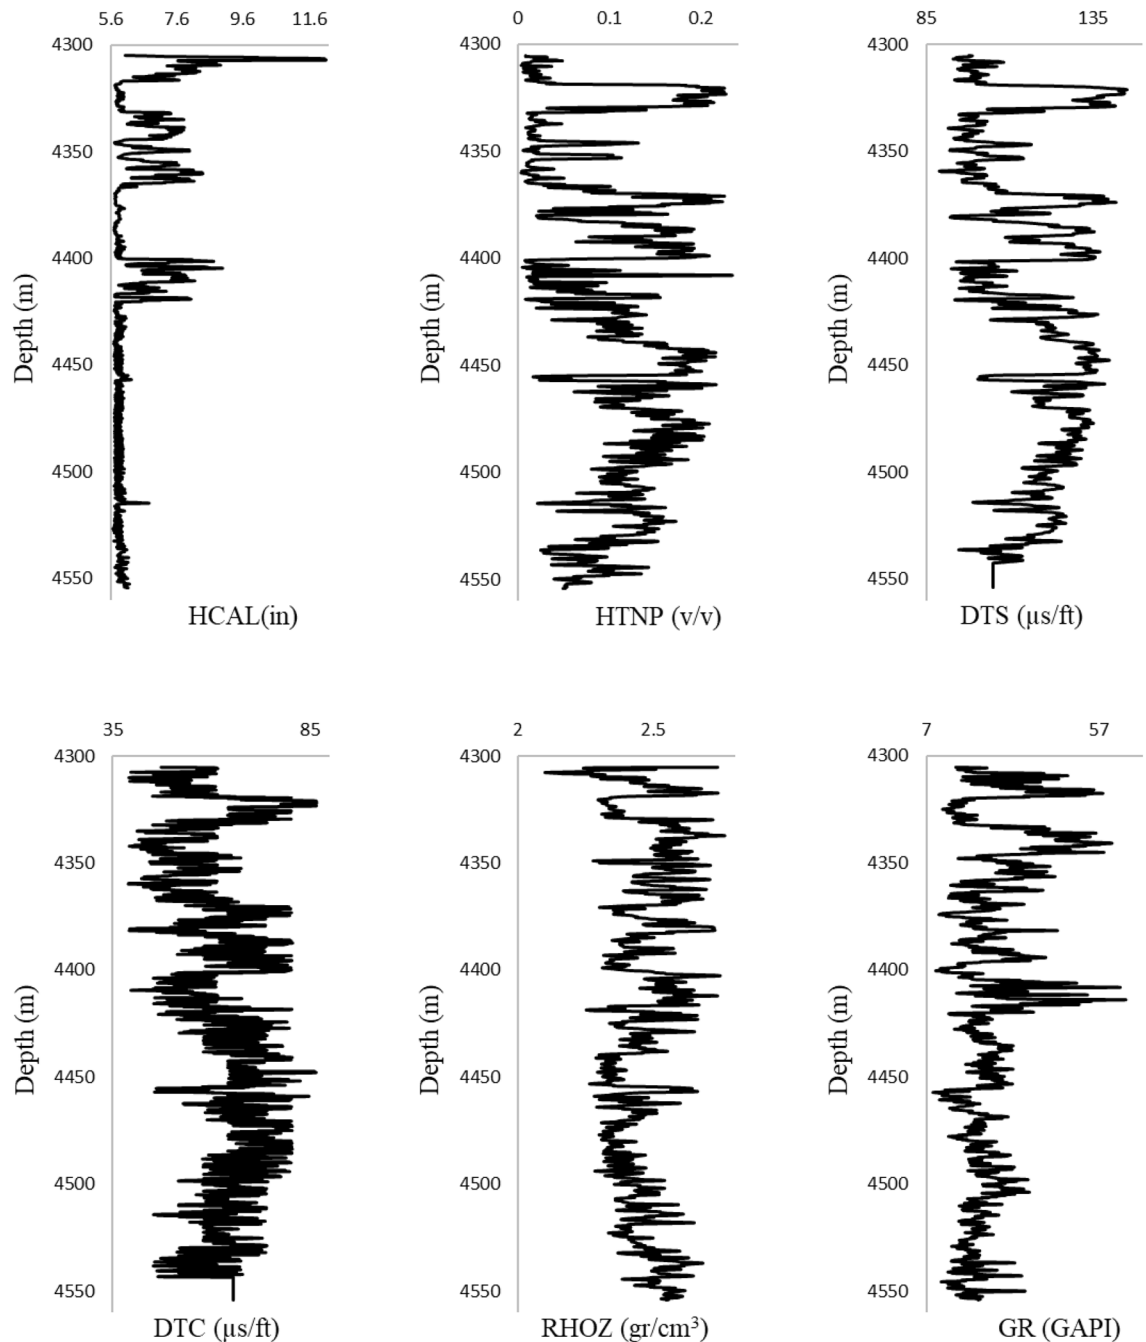 5.6 7.6 9.6 11.6
4300
4350
4400
4450
4500
4550
Depth (m)
HCAL(in)
0 0.1 0.2
4300
4350
4400
4450
4500
4550
Depth (m)
HTNP (v/v)
85 135
4300
4350
4400
4450
4500
4550
Depth (m)
DTS (µs/ft)
35 85
4300
4350
4400
4450
4500
4550
Depth (m)
DTC (µs/ft)
2 2.5
4300
4350
4400
4450
4500
4550
Depth (m)
RHOZ (gr/cm³)
7 57
4300
4350
4400
4450
4500
4550
Depth (m)
GR (GAPI)